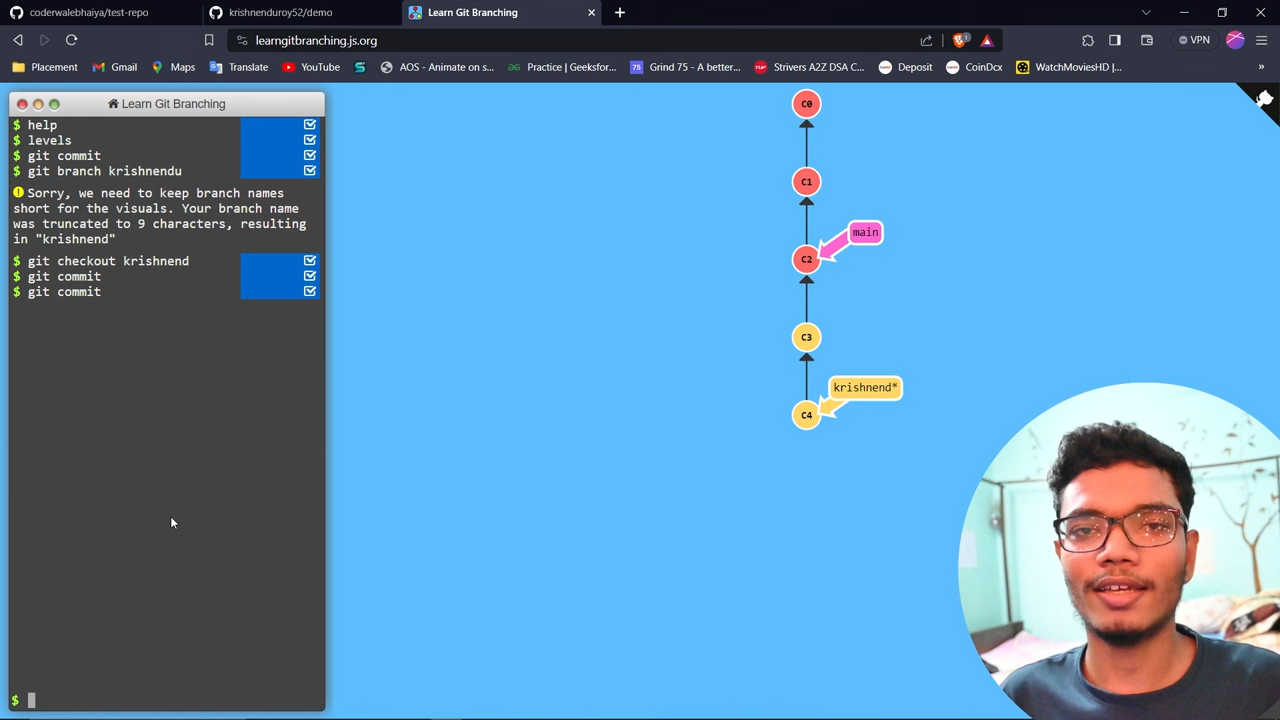 coderwalebhaiya/test-repo
krishnenduroy52/demo
Learn Git Branching
learngitbranching.js.org
1
VPN
Placement
Gmail
Maps
Translate
YouTube
AOS - Animate on s...
Practice | Geeksfor...
75
Grind 75 - A better...
TUF
Strivers A2Z DSA C...
Deposit
CoinDcx
WatchMoviesHD |...
»
Learn Git Branching
$ help
$ levels
$ git commit
$ git branch krishnendu
Sorry, we need to keep branch names
short for the visuals. Your branch name
was truncated to 9 characters, resulting
in "krishnend"
$ git checkout krishnend
$ git commit
$ git commit
$
C0
C1
main
C2
C3
krishnend*
C4